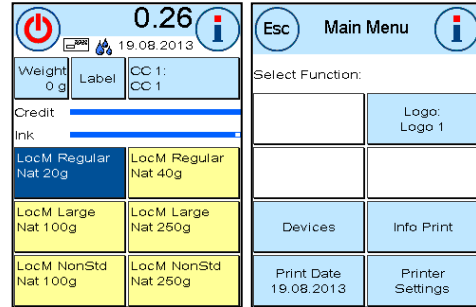 0.26
19.08.2013
Weight
0 g
Label
CC 1:
CC 1
Credit
Ink
LocM Regular
Nat 20g
LocM Regular
Nat 40g
LocM Large
Nat 100g
LocM Large
Nat 250g
LocM NonStd
Nat 100g
LocM NonStd
Nat 250g
Esc
Main Menu
Select Function:
Logo:
Logo 1
Devices
Info Print
Print Date
19.08.2013
Printer
Settings